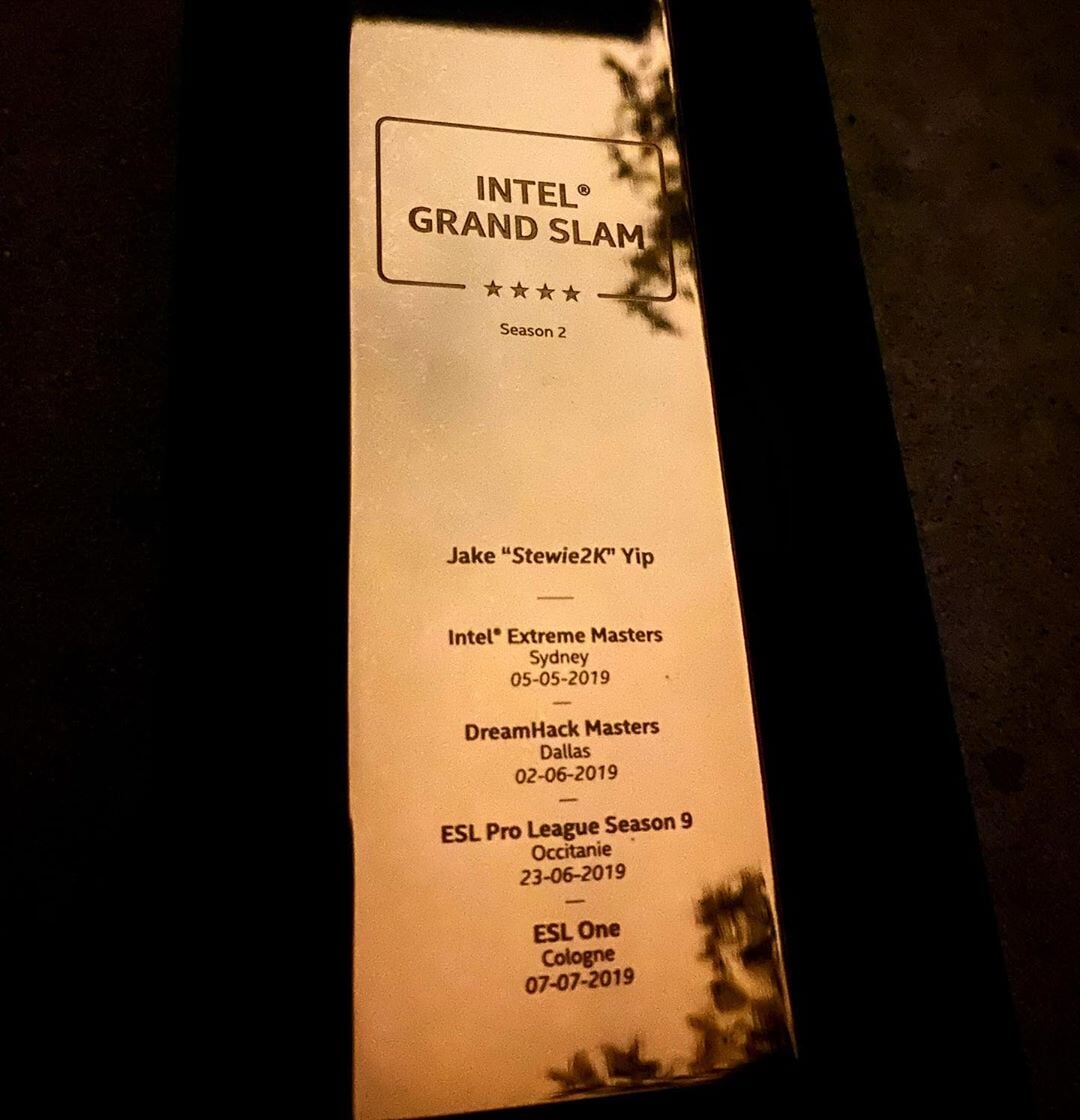 INTEL®
GRAND SLAM
★★★★
Season 2
Jake “Stewie2K” Yip
Intel® Extreme Masters
Sydney
05-05-2019
DreamHack Masters
Dallas
02-06-2019
ESL Pro League Season 9
Occitanie
23-06-2019
ESL One
Cologne
07-07-2019